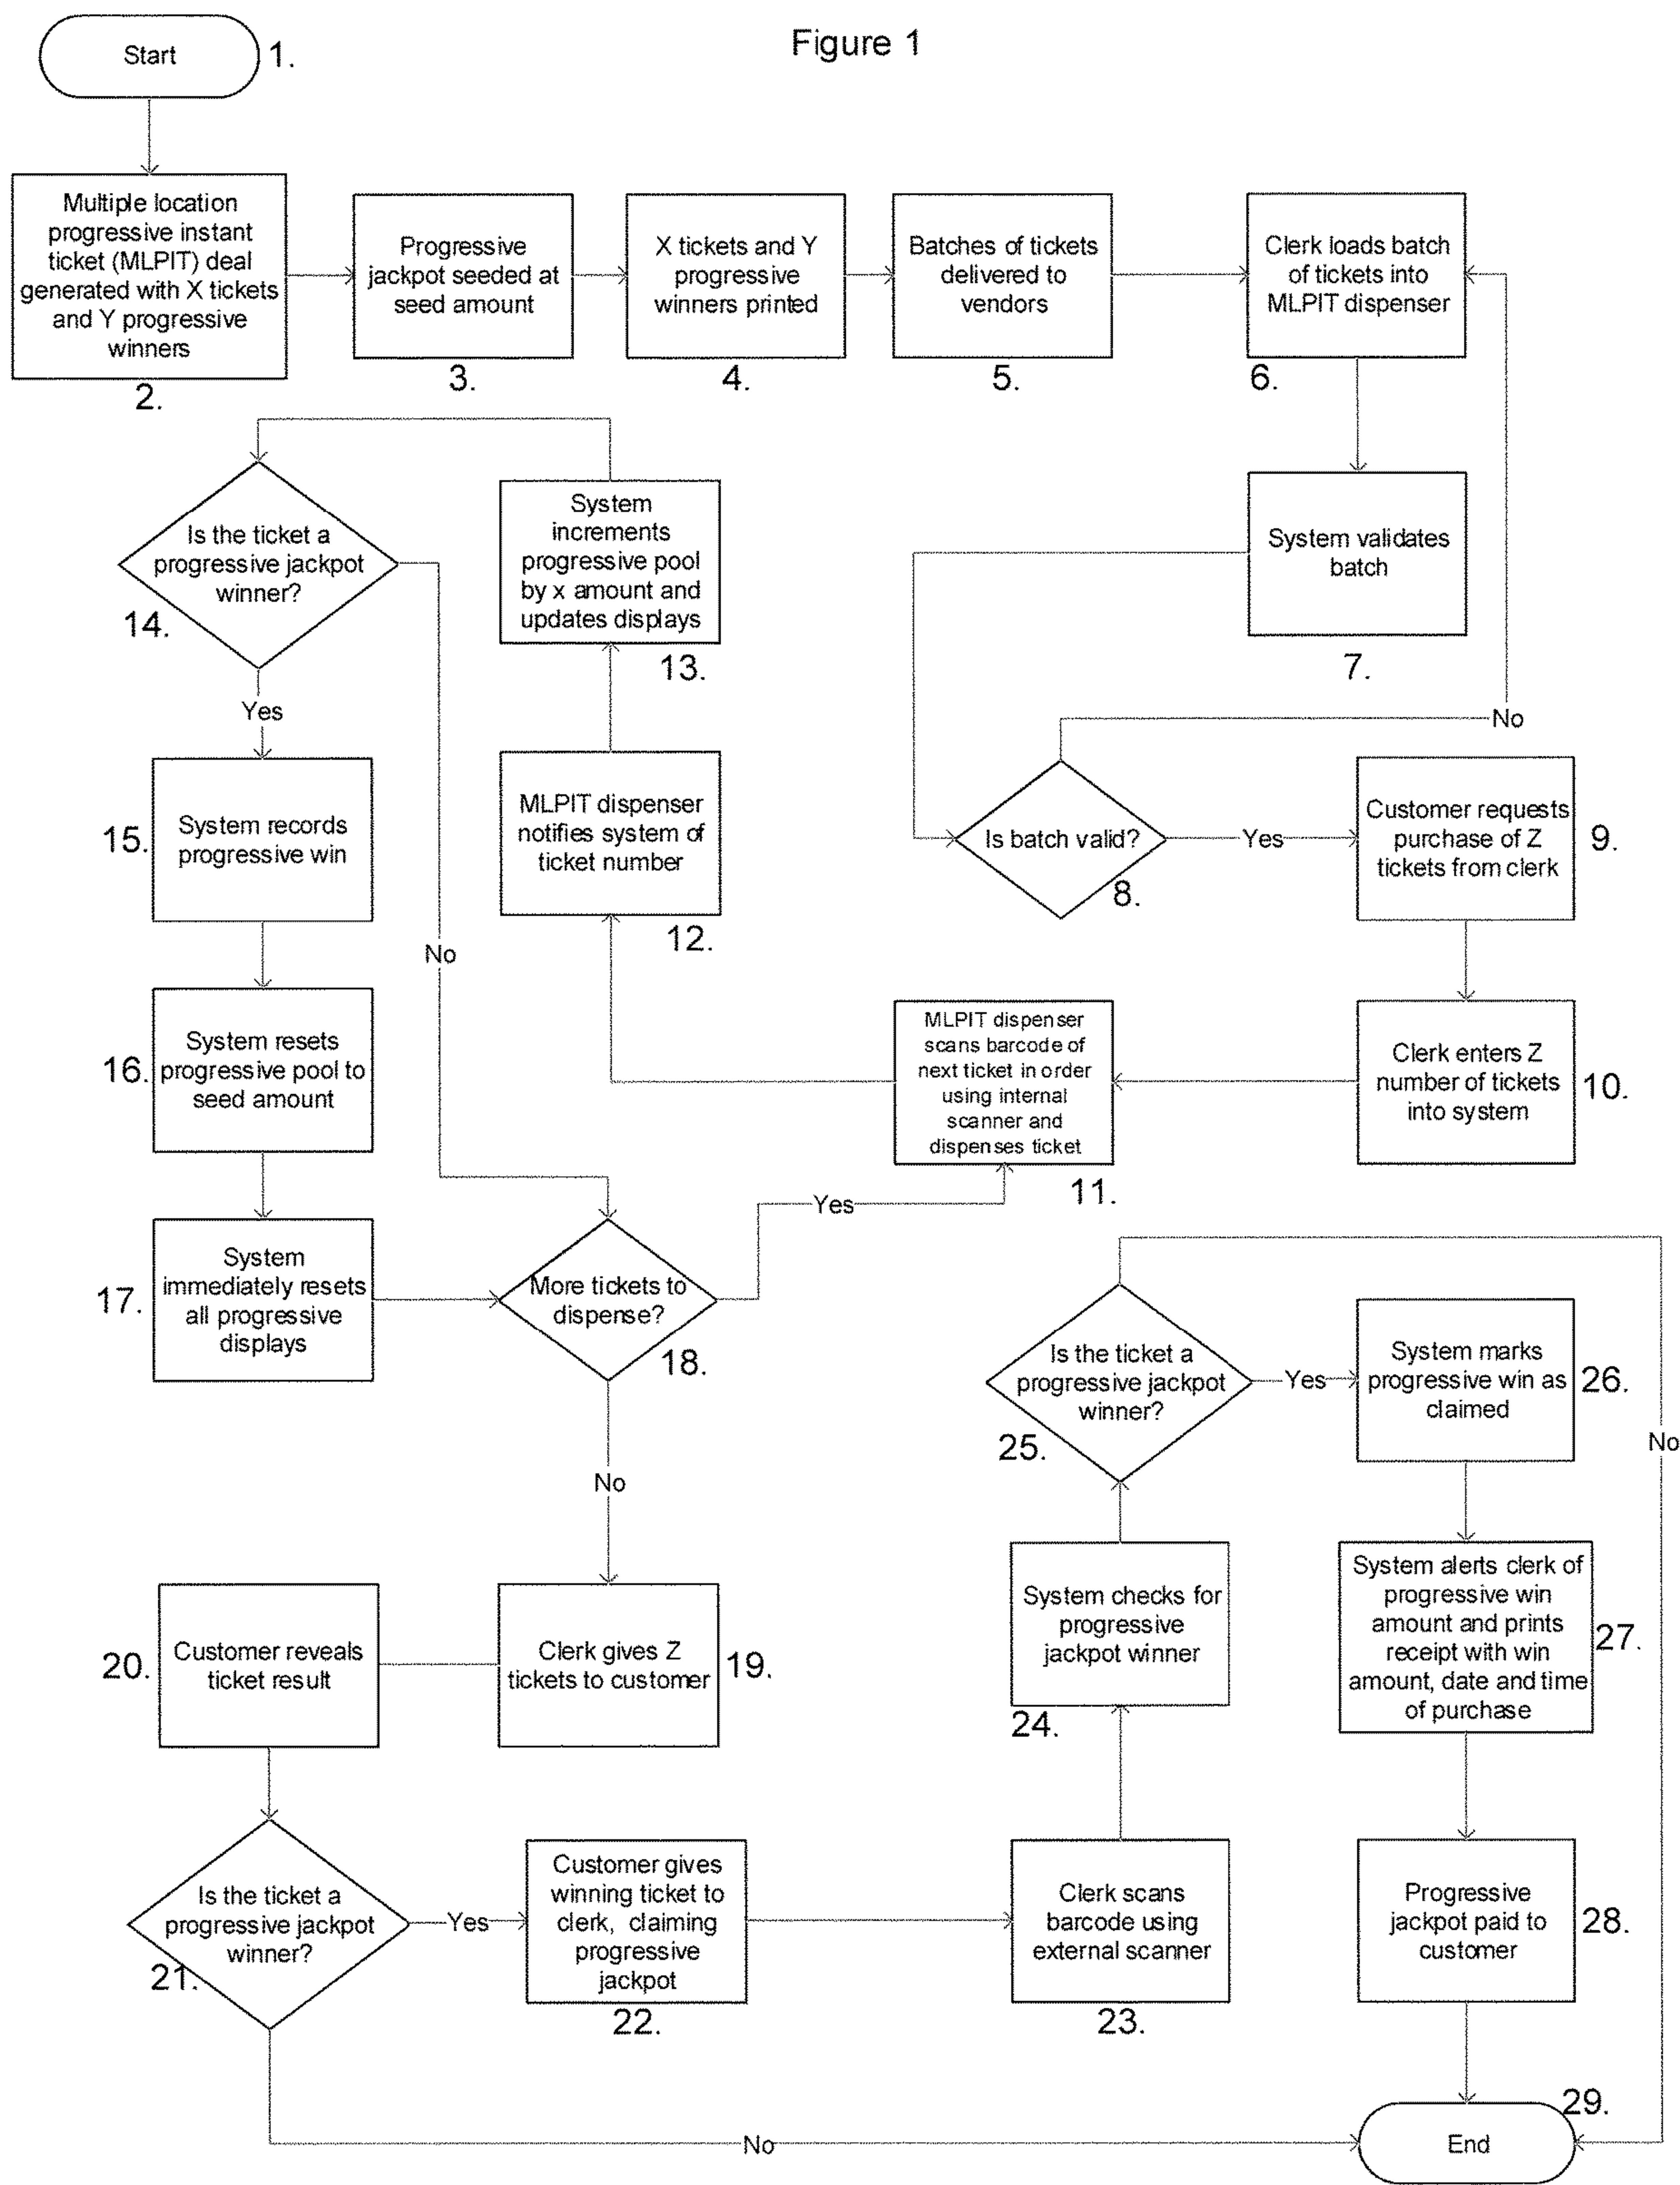 Figure 1
Start
1.
Multiple location
progressive instant
ticket (MLPIT) deal
generated with X tickets
and Y progressive
winners
2.
Progressive
jackpot seeded at
seed amount
3.
X tickets and Y
progressive
winners printed
4.
Batches of tickets
delivered to
vendors
5.
Clerk loads batch
of tickets into
MLPIT dispenser
6.
System validates
batch
7.
Is batch valid?
8.
No
Yes
Customer requests
purchase of Z
tickets from clerk
9.
Clerk enters Z
number of tickets
into system
10.
MLPIT dispenser
scans barcode of
next ticket in order
using internal
scanner and
dispenses ticket
11.
MLPIT dispenser
notifies system of
ticket number
12.
System
increments
progressive pool
by x amount and
updates displays
13.
Is the ticket a
progressive jackpot
winner?
14.
Yes
No
System records
progressive win
15.
System resets
progressive pool to
seed amount
16.
System
immediately resets
all progressive
displays
17.
More tickets to
dispense?
18.
Yes
No
Clerk gives Z
tickets to customer
19.
Customer reveals
ticket result
20.
Is the ticket a
progressive jackpot
winner?
21.
Yes
No
Customer gives
winning ticket to
clerk, claiming
progressive
jackpot
22.
Clerk scans
barcode using
external scanner
23.
System checks for
progressive
jackpot winner
24.
Is the ticket a
progressive jackpot
winner?
25.
Yes
No
System marks
progressive win as
claimed
26.
System alerts clerk of
progressive win
amount and prints
receipt with win
amount, date and time
of purchase
27.
Progressive
jackpot paid to
customer
28.
End
29.